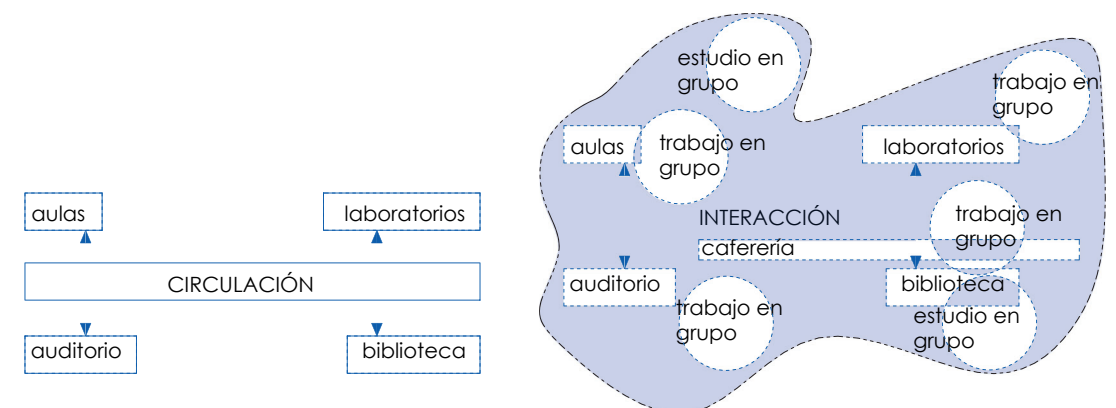 aulas
laboratorios
CIRCULACIÓN
auditorio
biblioteca
estudio en
grupo
trabajo en
grupo
aulas
trabajo en
grupo
laboratorios
INTERACCIÓN
trabajo en
grupo
caferería
auditorio
biblioteca
trabajo en
grupo
estudio en
grupo